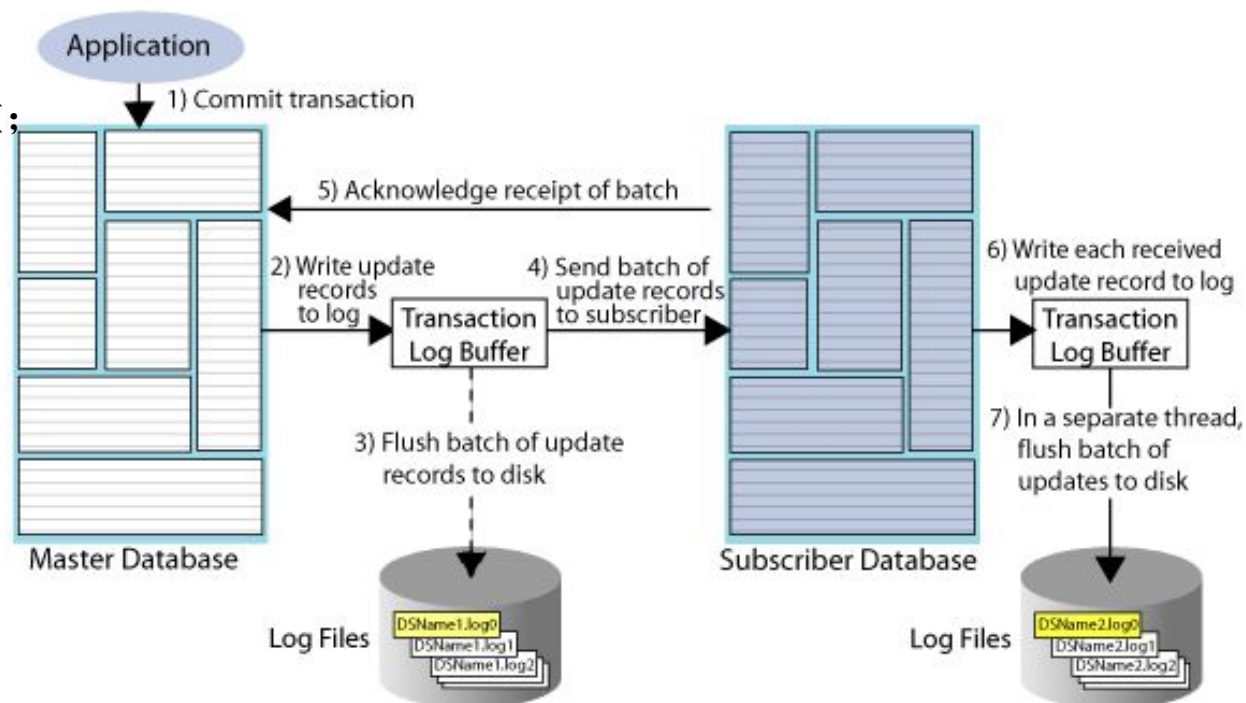 Application
1) Commit transaction
;
5) Acknowledge receipt of batch
2) Write update
records
to log
4) Send batch of
update records
to subscriber
6) Write each received
update record to log
Transaction
Log Buffer
Transaction
Log Buffer
3) Flush batch of update
records to disk
7) In a separate thread,
flush batch of
updates to disk
Master Database
Subscriber Database
Log Files
DSName1.log0
DSName1.log1
DSName1.log2
Log Files
DSName2.log0
DSName2.log1
DSName2.log2